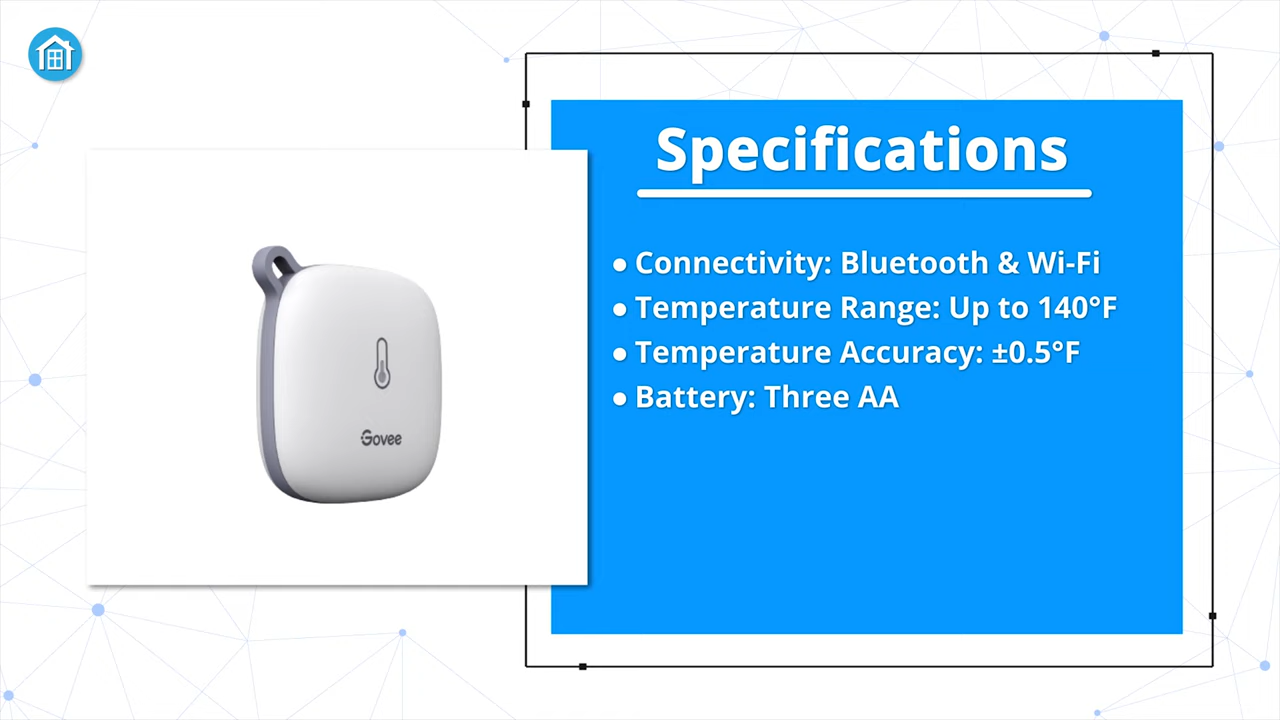 Specifications
● Connectivity: Bluetooth & Wi-Fi
● Temperature Range: Up to 140°F
● Temperature Accuracy: ±0.5°F
● Battery: Three AA
Govee